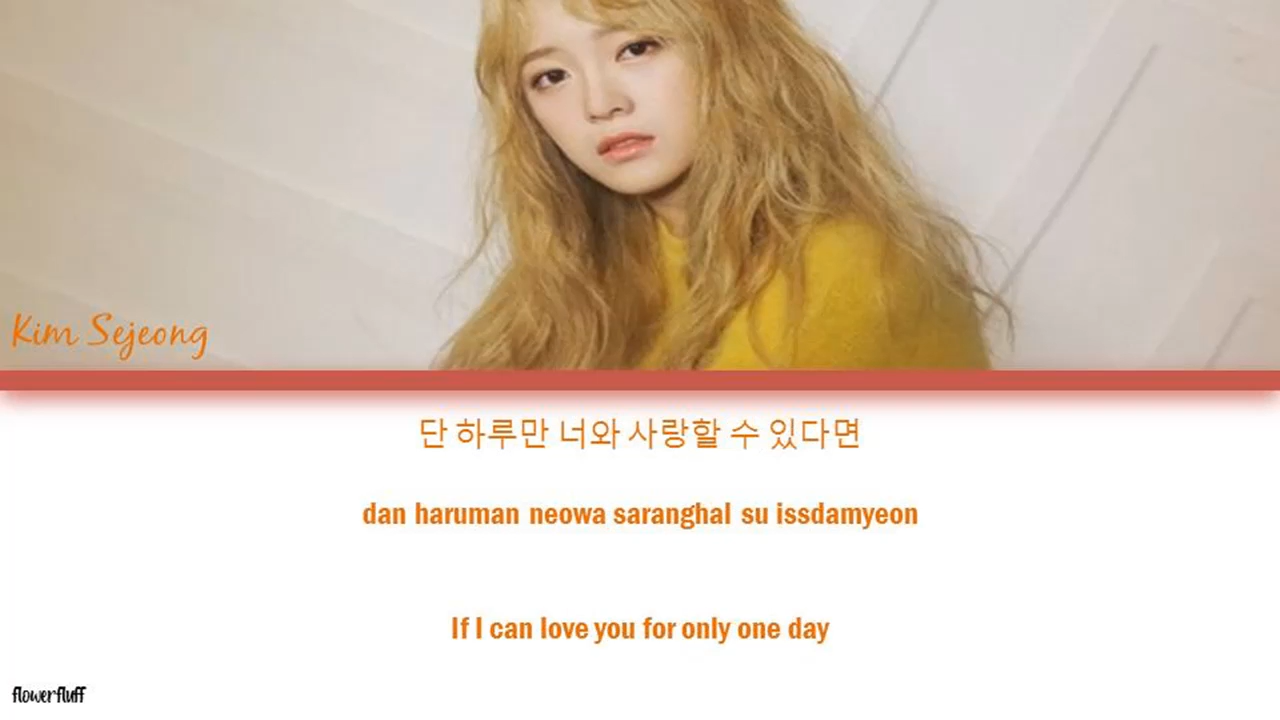 Kim Sejeong
단 하루만 너와 사랑할 수 있다면
dan haruman neowa saranghal su issdamyeon
If I can love you for only one day
flowerfluff